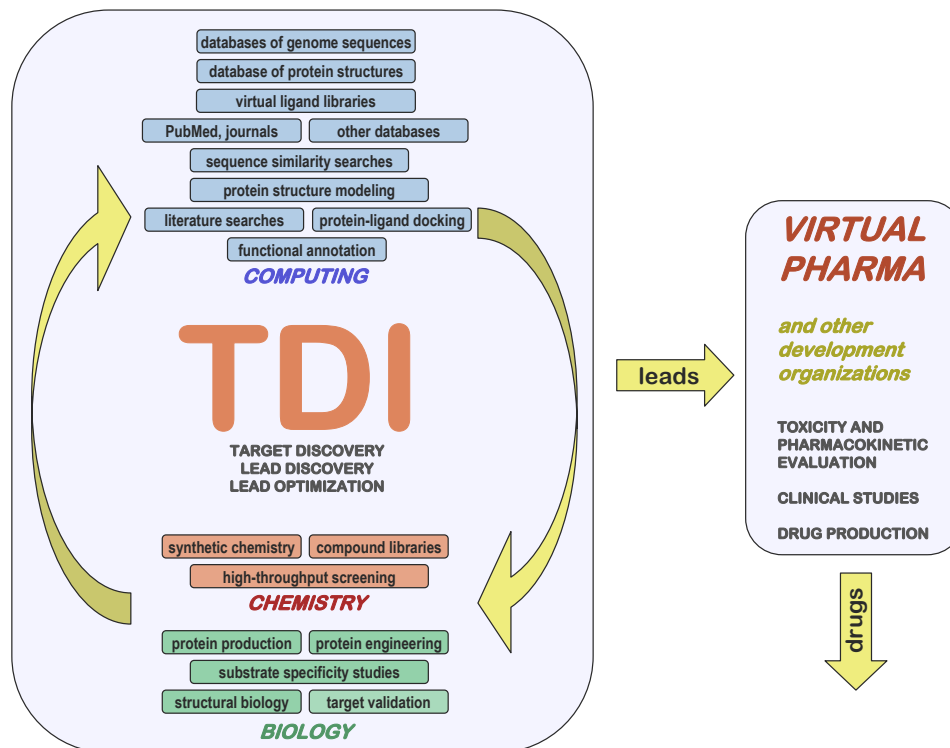 databases of genome sequences
database of protein structures
virtual ligand libraries
PubMed, journals
other databases
sequence similarity searches
protein structure modeling
literature searches
protein-ligand docking
functional annotation
COMPUTING
TDI
TARGET DISCOVERY
LEAD DISCOVERY
LEAD OPTIMIZATION
synthetic chemistry
compound libraries
high-throughput screening
CHEMISTRY
protein production
protein engineering
substrate specificity studies
structural biology
target validation
BIOLOGY
leads
VIRTUAL
PHARMA
and other
development
organizations
TOXICITY AND
PHARMACOKINETIC
EVALUATION
CLINICAL STUDIES
DRUG PRODUCTION
drugs